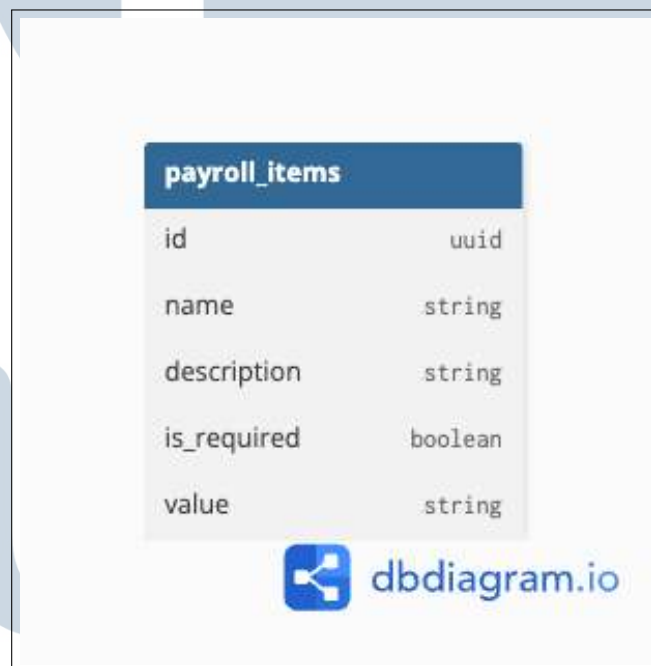 payroll_items
id uuid
name string
description string
is_required boolean
value string
dbdiagram.io